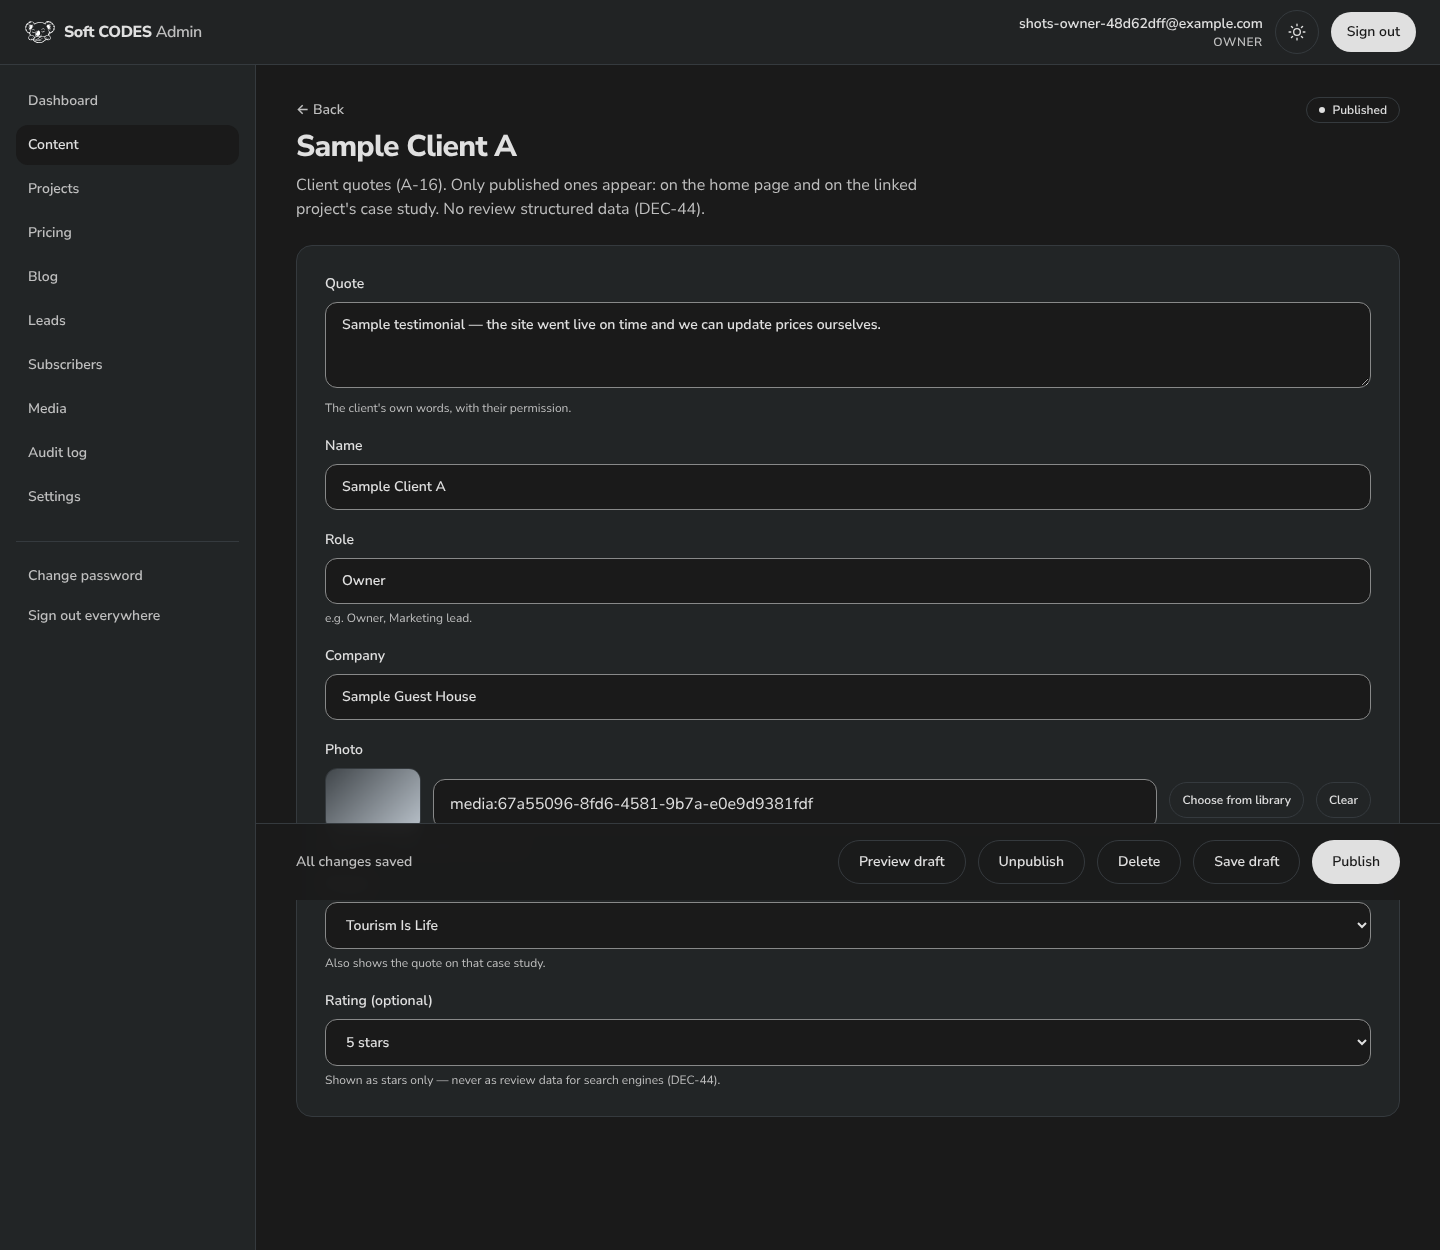 Soft CODES Admin
shots-owner-48d62dff@example.com
OWNER
Sign out
Dashboard
Content
Projects
Pricing
Blog
Leads
Subscribers
Media
Audit log
Settings
Change password
Sign out everywhere
← Back
Published
Sample Client A
Client quotes (A-16). Only published ones appear: on the home page and on the linked
project's case study. No review structured data (DEC-44).
Quote
Sample testimonial — the site went live on time and we can update prices ourselves.
The client's own words, with their permission.
Name
Sample Client A
Role
Owner
e.g. Owner, Marketing lead.
Company
Sample Guest House
Photo
media:67a55096-8fd6-4581-9b7a-e0e9d9381fdf
Choose from library
Clear
All changes saved
Preview draft
Unpublish
Delete
Save draft
Publish
Tourism Is Life
Also shows the quote on that case study.
Rating (optional)
5 stars
Shown as stars only — never as review data for search engines (DEC-44).